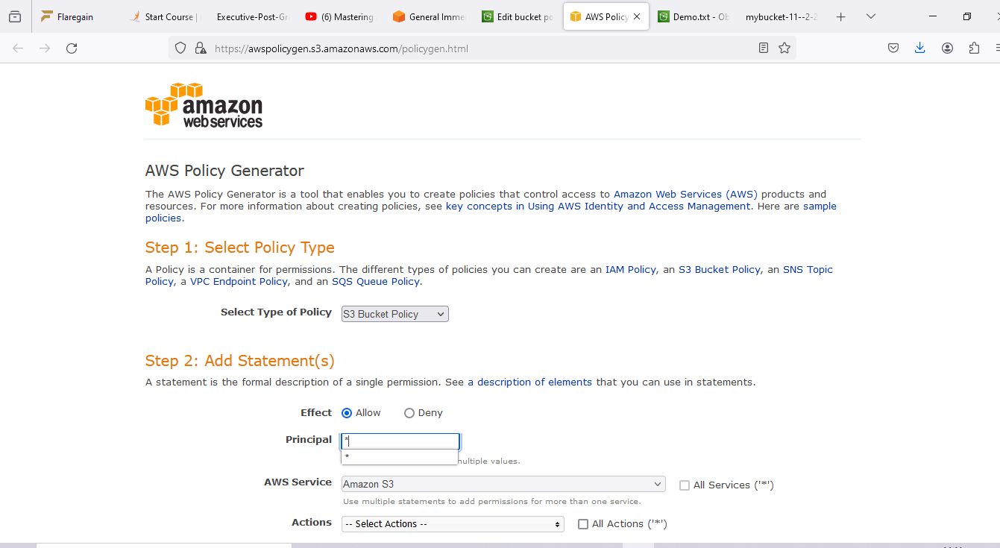 Flaregain
Start Course |
Executive-Post-Gr
(6) Mastering
General Imme
Edit bucket po
AWS Policy
Demo.txt - Ob
mybucket-11--2-2
https://awspolicygen.s3.amazonaws.com/policygen.html
amazon
webservices
AWS Policy Generator
The AWS Policy Generator is a tool that enables you to create policies that control access to Amazon Web Services (AWS) products and
resources. For more information about creating policies, see key concepts in Using AWS Identity and Access Management. Here are sample
policies.
Step 1: Select Policy Type
A Policy is a container for permissions. The different types of policies you can create are an IAM Policy, an S3 Bucket Policy, an SNS Topic
Policy, a VPC Endpoint Policy, and an SQS Queue Policy.
Select Type of Policy
S3 Bucket Policy
Step 2: Add Statement(s)
A statement is the formal description of a single permission. See a description of elements that you can use in statements.
Effect
Allow
Deny
Principal
*
*
multiple values.
AWS Service
Amazon S3
All Services ('*')
Use multiple statements to add permissions for more than one service.
Actions
-- Select Actions --
All Actions ('*')